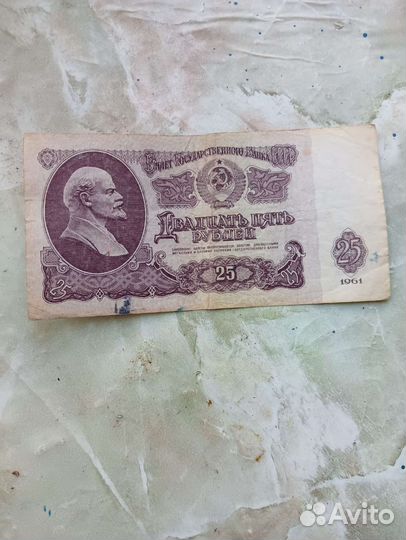 Билет Государственного Банка СССР
Двадцать пять
рублей
25
25
1961
Avito